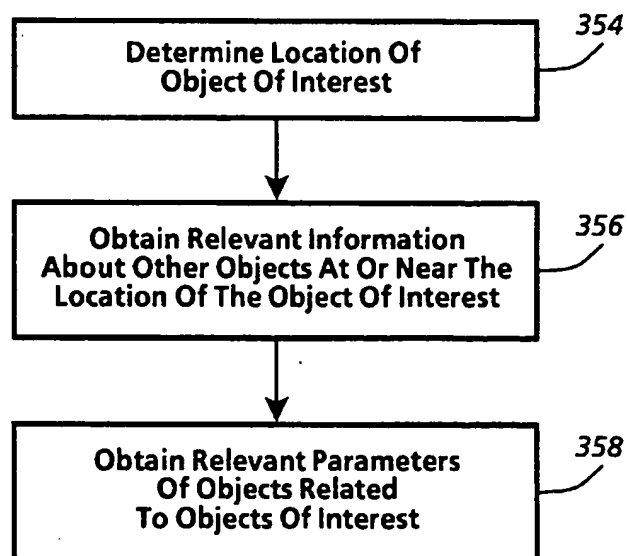 354
Determine Location Of
Object Of Interest
356
Obtain Relevant Information
About Other Objects At Or Near The
Location Of The Object Of Interest
358
Obtain Relevant Parameters
Of Objects Related
To Objects Of Interest